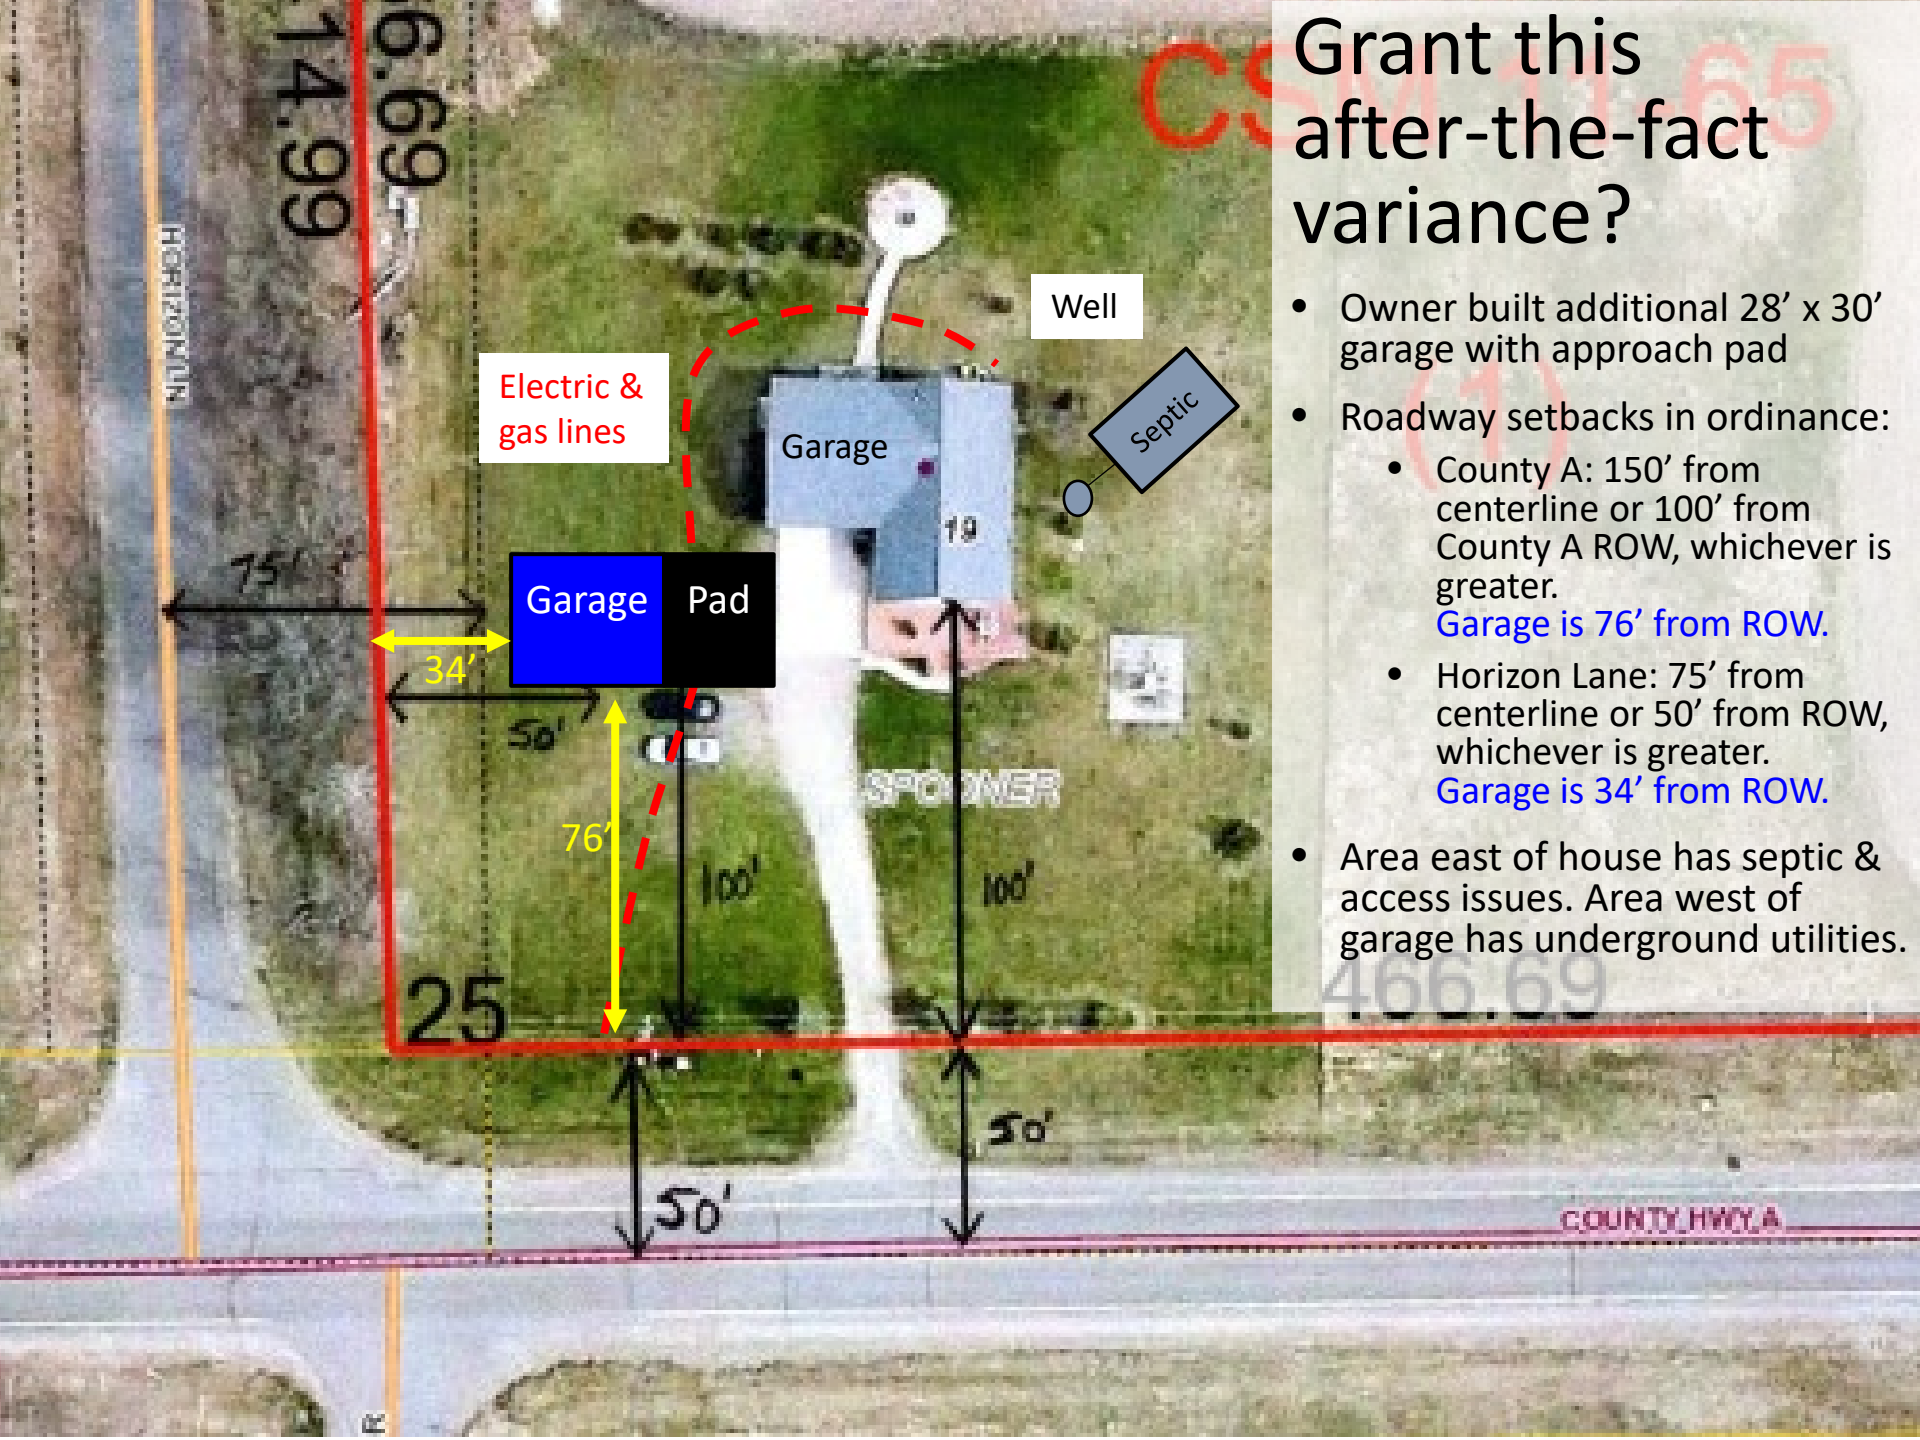 Grant this
after-the-fact
variance?
• Owner built additional 28’ x 30’
garage with approach pad
• Roadway setbacks in ordinance:
• County A: 150’ from
centerline or 100’ from
County A ROW, whichever is
greater.
Garage is 76’ from ROW.
• Horizon Lane: 75’ from
centerline or 50’ from ROW,
whichever is greater.
Garage is 34’ from ROW.
• Area east of house has septic &
access issues. Area west of
garage has underground utilities.
14.99
66.69
HORIZON LN
Well
Electric &
gas lines
Septic
Garage
19
75'
Garage
Pad
34’
50'
SPOONER
76’
100'
100'
25
466.69
(1)
50'
50'
COUNTY HWY A
R